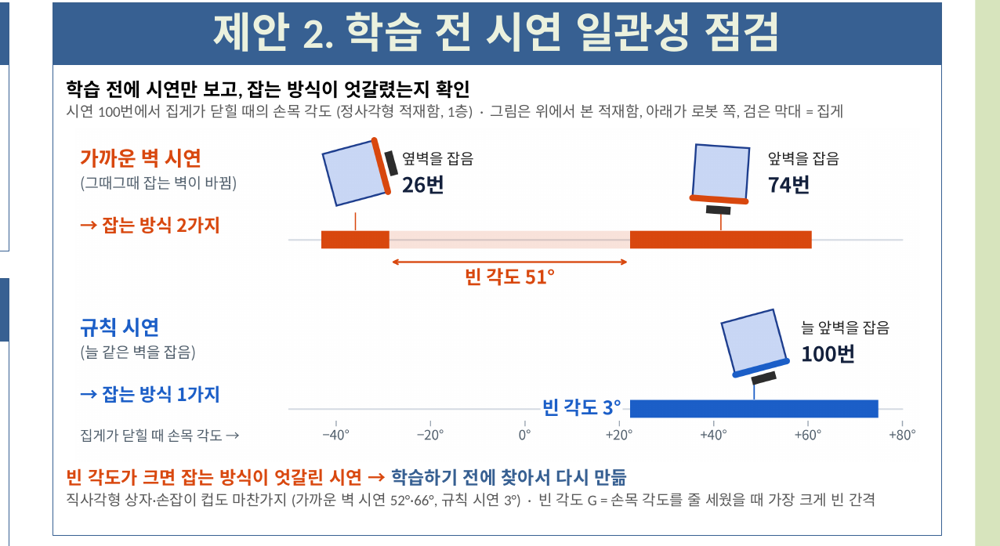 제안 2. 학습 전 시연 일관성 점검
학습 전에 시연만 보고, 잡는 방식이 엇갈렸는지 확인
시연 100번에서 집게가 닫힐 때의 손목 각도 (정사각형 적재함, 1층) · 그림은 위에서 본 적재함, 아래가 로봇 쪽, 검은 막대 = 집게
가까운 벽 시연
(그때그때 잡는 벽이 바뀜)
→ 잡는 방식 2가지
옆벽을 잡음
26번
앞벽을 잡음
74번
빈 각도 51°
규칙 시연
(늘 같은 벽을 잡음)
→ 잡는 방식 1가지
늘 앞벽을 잡음
100번
빈 각도 3°
집게가 닫힐 때 손목 각도 →
−40° −20° 0° +20° +40° +60° +80°
빈 각도가 크면 잡는 방식이 엇갈린 시연 → 학습하기 전에 찾아서 다시 만듦
직사각형 상자·손잡이 컵도 마찬가지 (가까운 벽 시연 52°·66°, 규칙 시연 3°) · 빈 각도 G = 손목 각도를 줄 세웠을 때 가장 크게 빈 간격